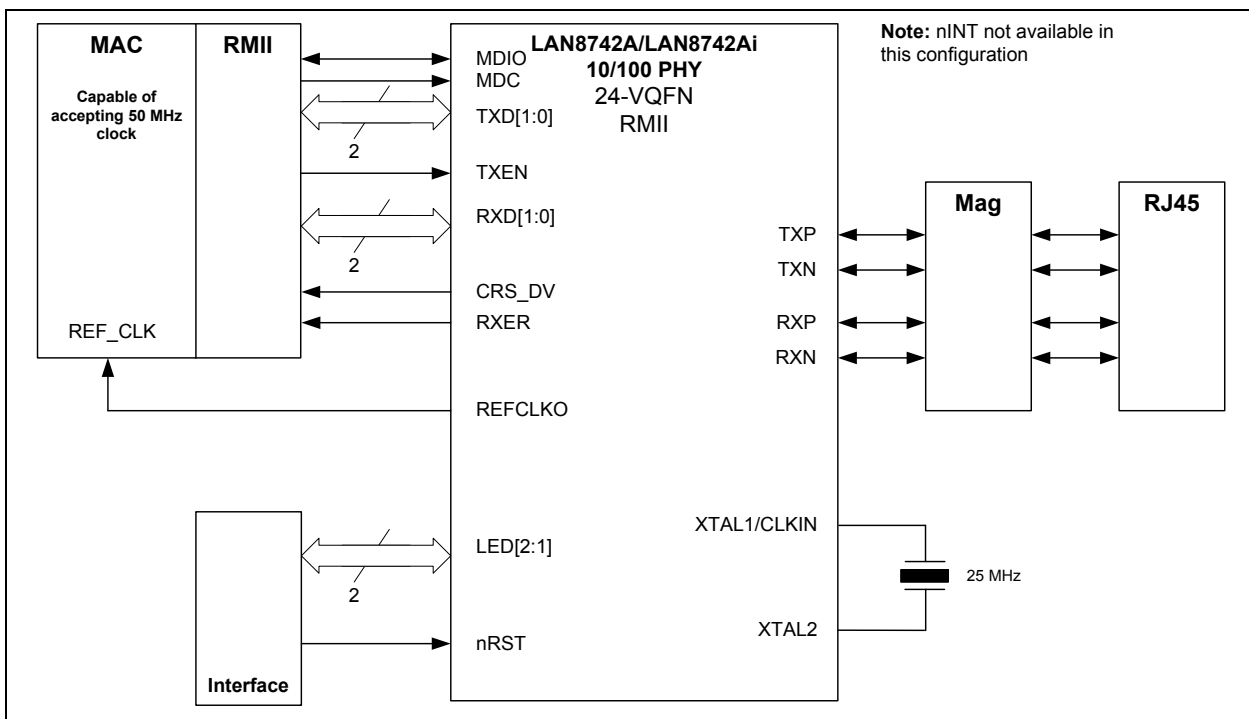 MAC
RMII
Capable of
accepting 50 MHz
clock
REF_CLK
LAN8742A/LAN8742Ai
10/100 PHY
24-VQFN
RMII
MDIO
MDC
TXD[1:0]
2
TXEN
RXD[1:0]
2
CRS_DV
RXER
REFCLKO
LED[2:1]
2
nRST
Interface
Note: nINT not available in
this configuration
TXP
TXN
RXP
RXN
Mag
RJ45
XTAL1/CLKIN
25 MHz
XTAL2